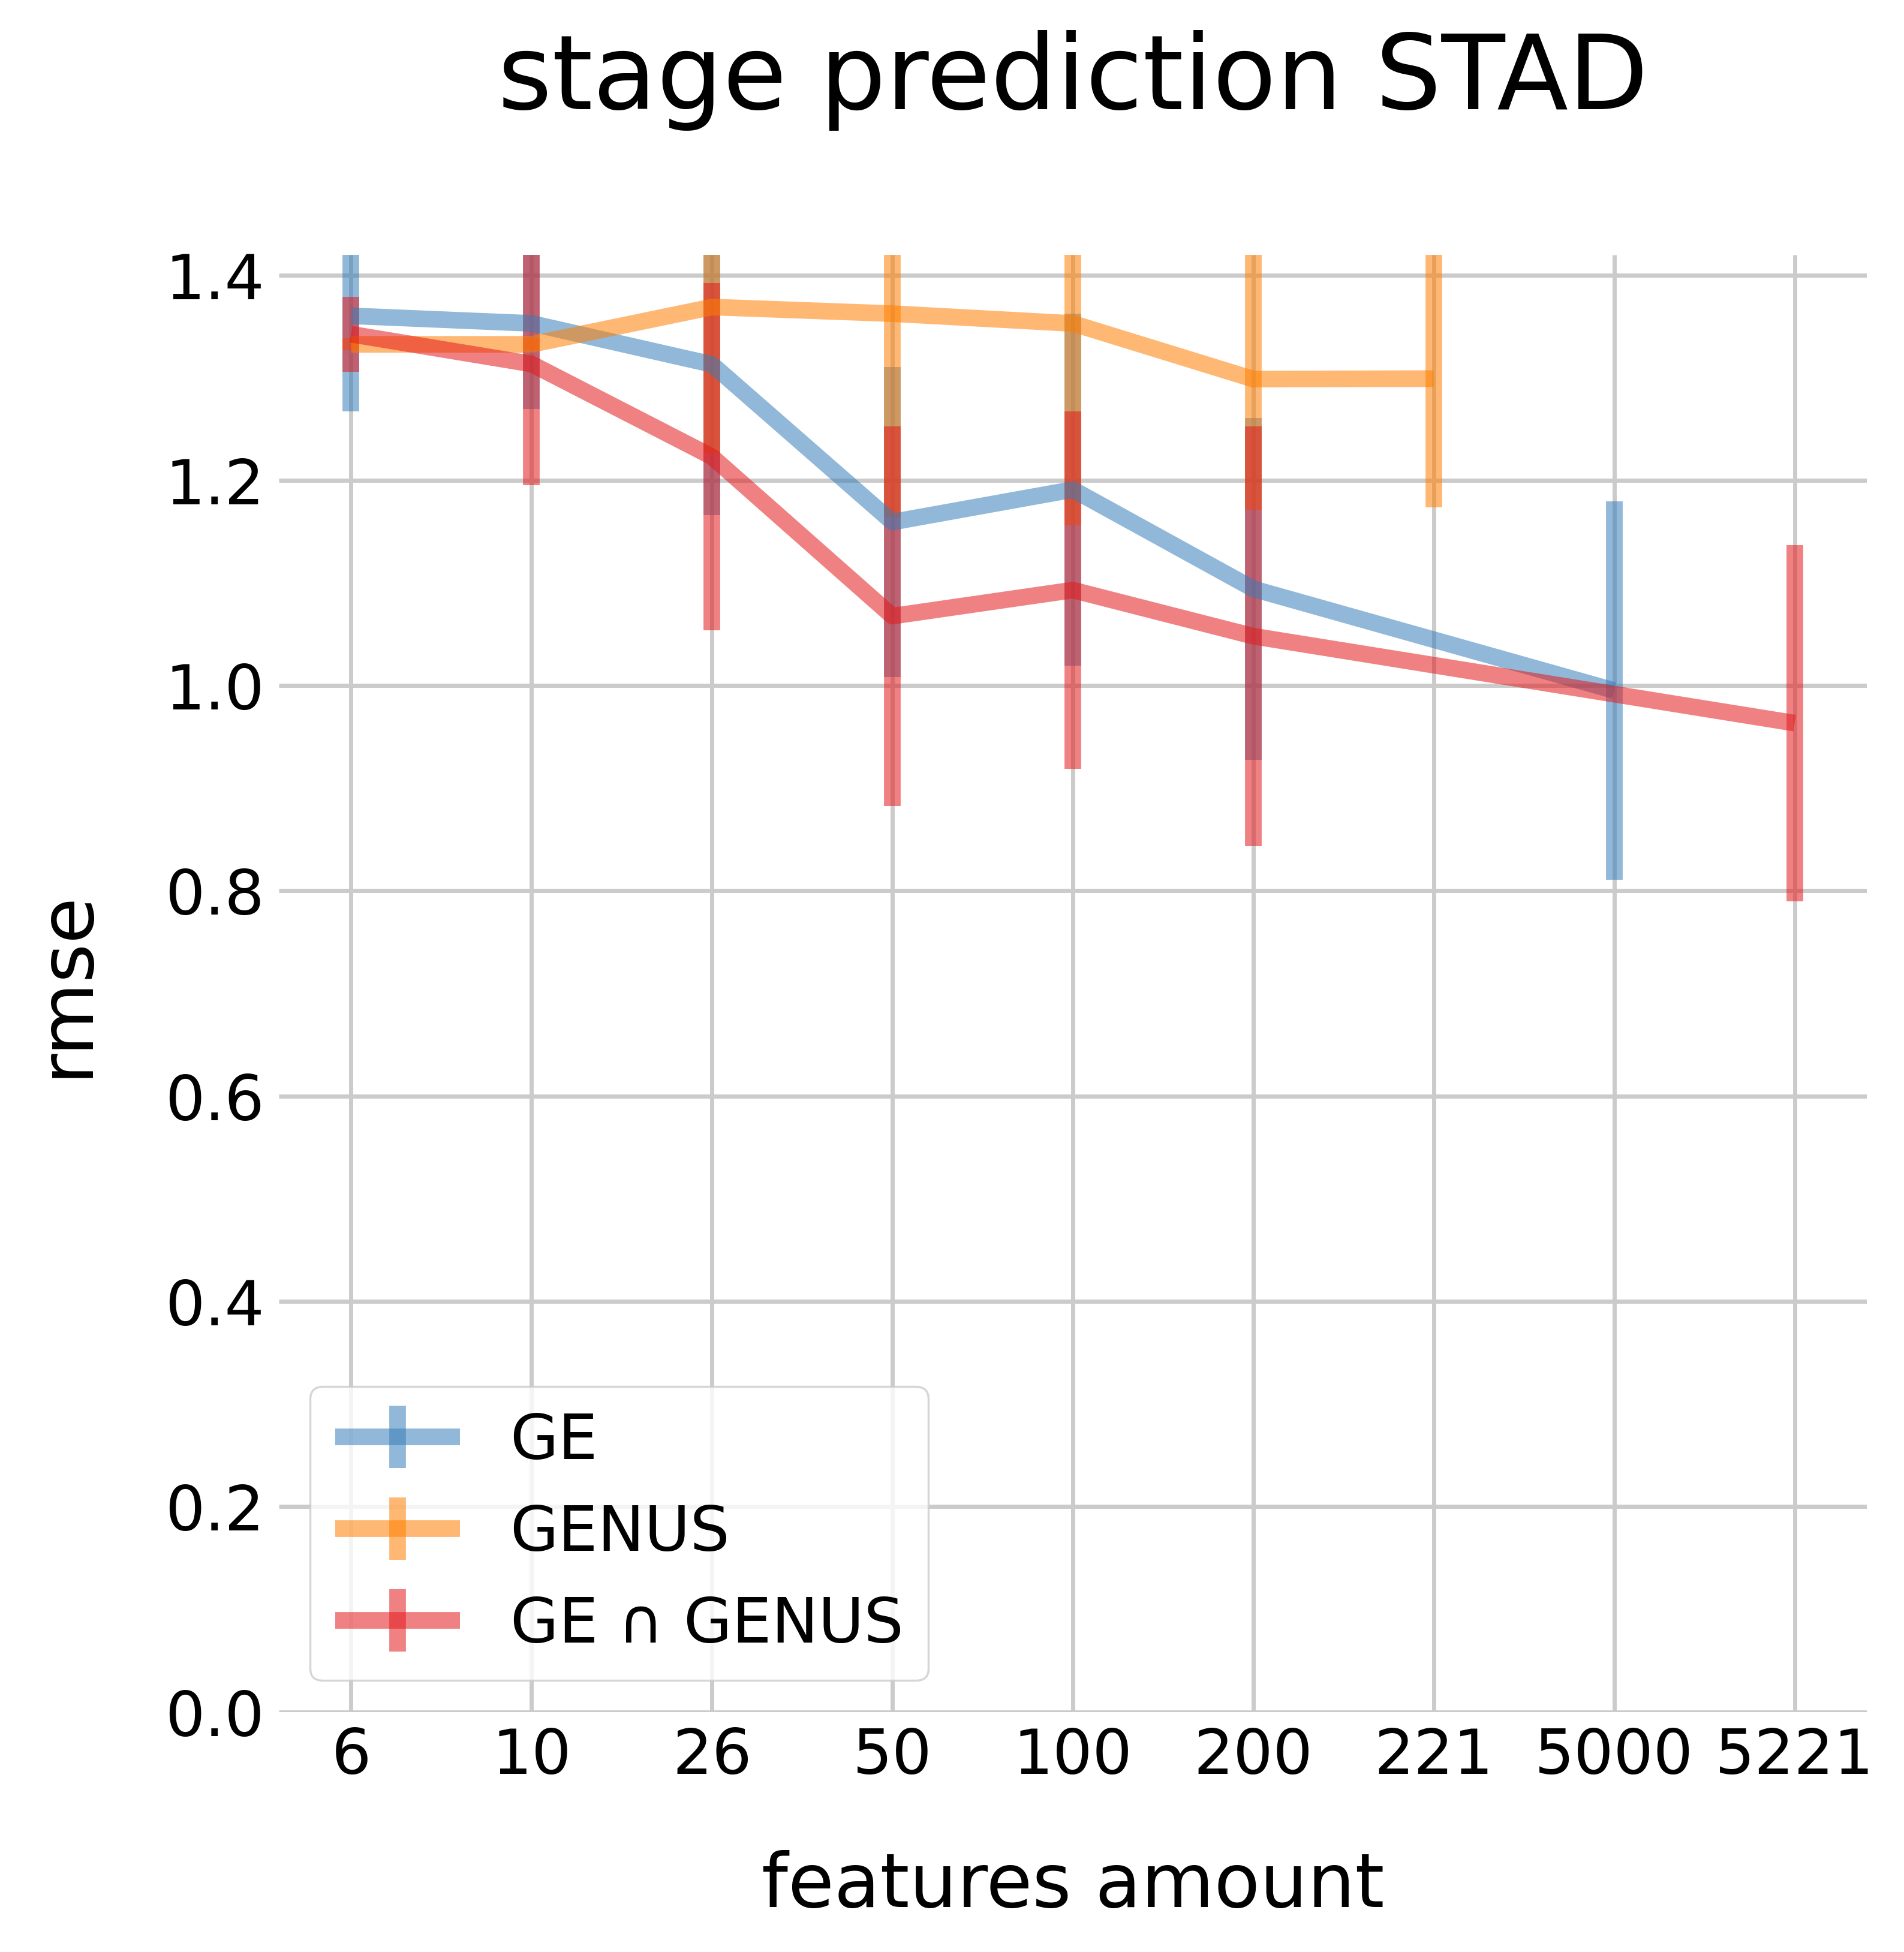 stage prediction STAD
1.4
1.2
1.0
0.8
0.6
0.4
0.2
0.0
rmse
GE
GENUS
GE ∩ GENUS
6 10 26 50 100 200 221 5000 5221
features amount